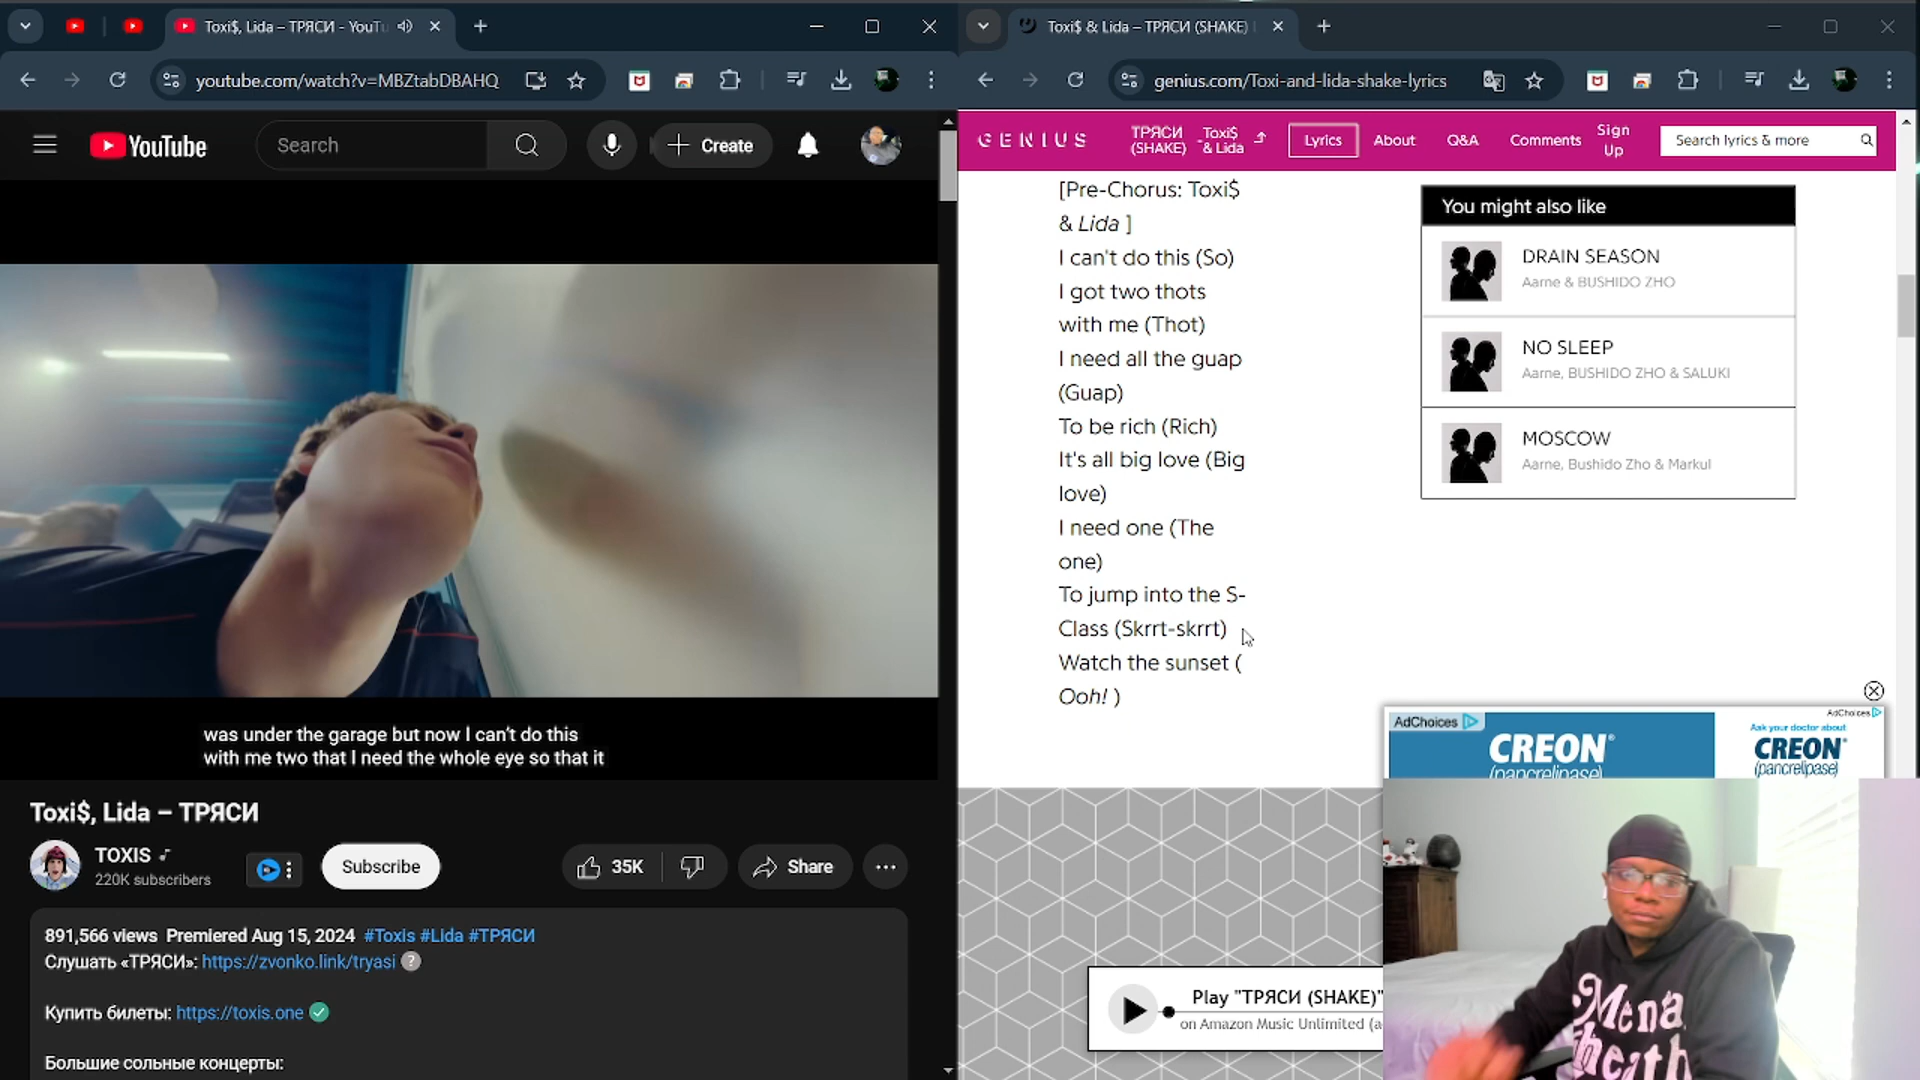 Toxi$, Lida – ТРЯСИ - YouTu
youtube.com/watch?v=MBZtabDBAHQ
YouTube
Search
Create
was under the garage but now I can't do this
with me two that I need the whole eye so that it
Toxi$, Lida – ТРЯСИ
TOXIS
220K subscribers
Subscribe
35K
Share
891,566 views Premiered Aug 15, 2024 #Toxis #Lida #ТРЯСИ
Слушать «ТРЯСИ»: https://zvonko.link/tryasi ?
Купить билеты: https://toxis.one
Большие сольные концерты:
Toxi$ & Lida – ТРЯСИ (SHAKE)
genius.com/Toxi-and-lida-shake-lyrics
GENIUS
ТРЯСИ (SHAKE) - Toxi$ & Lida
Lyrics
About
Q&A
Comments
Sign Up
Search lyrics & more
[Pre-Chorus: Toxi$
& Lida ]
I can't do this (So)
I got two thots
with me (Thot)
I need all the guap
(Guap)
To be rich (Rich)
It's all big love (Big
love)
I need one (The
one)
To jump into the S-
Class (Skrrt-skrrt)
Watch the sunset (
Ooh! )
You might also like
DRAIN SEASON
Aarne & BUSHIDO ZHO
NO SLEEP
Aarne, BUSHIDO ZHO & SALUKI
MOSCOW
Aarne, Bushido Zho & Markul
AdChoices
AdChoices
CREON®
(pancrelipase)
Ask your doctor about
CREON®
(pancrelipase)
Play "ТРЯСИ (SHAKE)"
on Amazon Music Unlimited (a
Mena
heath